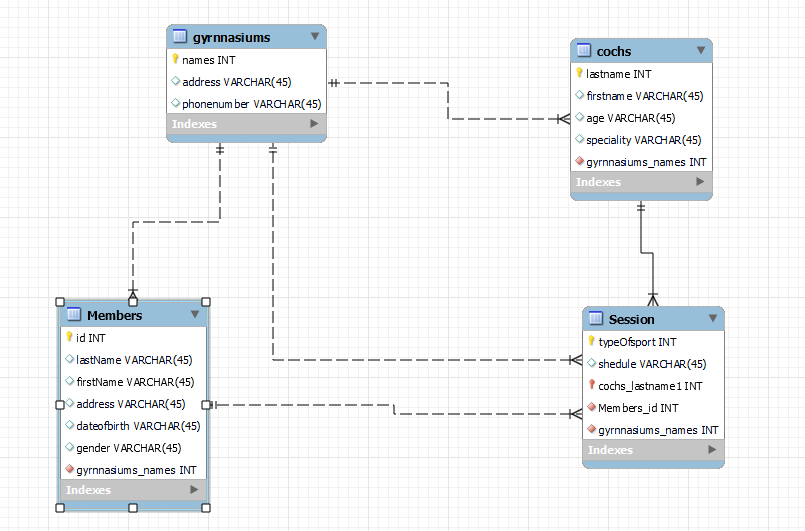 gyrnnasiums
names INT
address VARCHAR(45)
phonenumber VARCHAR(45)
Indexes
cochs
lastname INT
firstname VARCHAR(45)
age VARCHAR(45)
speciality VARCHAR(45)
gyrnnasiums_names INT
Indexes
Members
id INT
lastName VARCHAR(45)
firstName VARCHAR(45)
address VARCHAR(45)
dateofbirth VARCHAR(45)
gender VARCHAR(45)
gyrnnasiums_names INT
Indexes
Session
typeOfsport INT
shedule VARCHAR(45)
cochs_lastname1 INT
Members_id INT
gyrnnasiums_names INT
Indexes